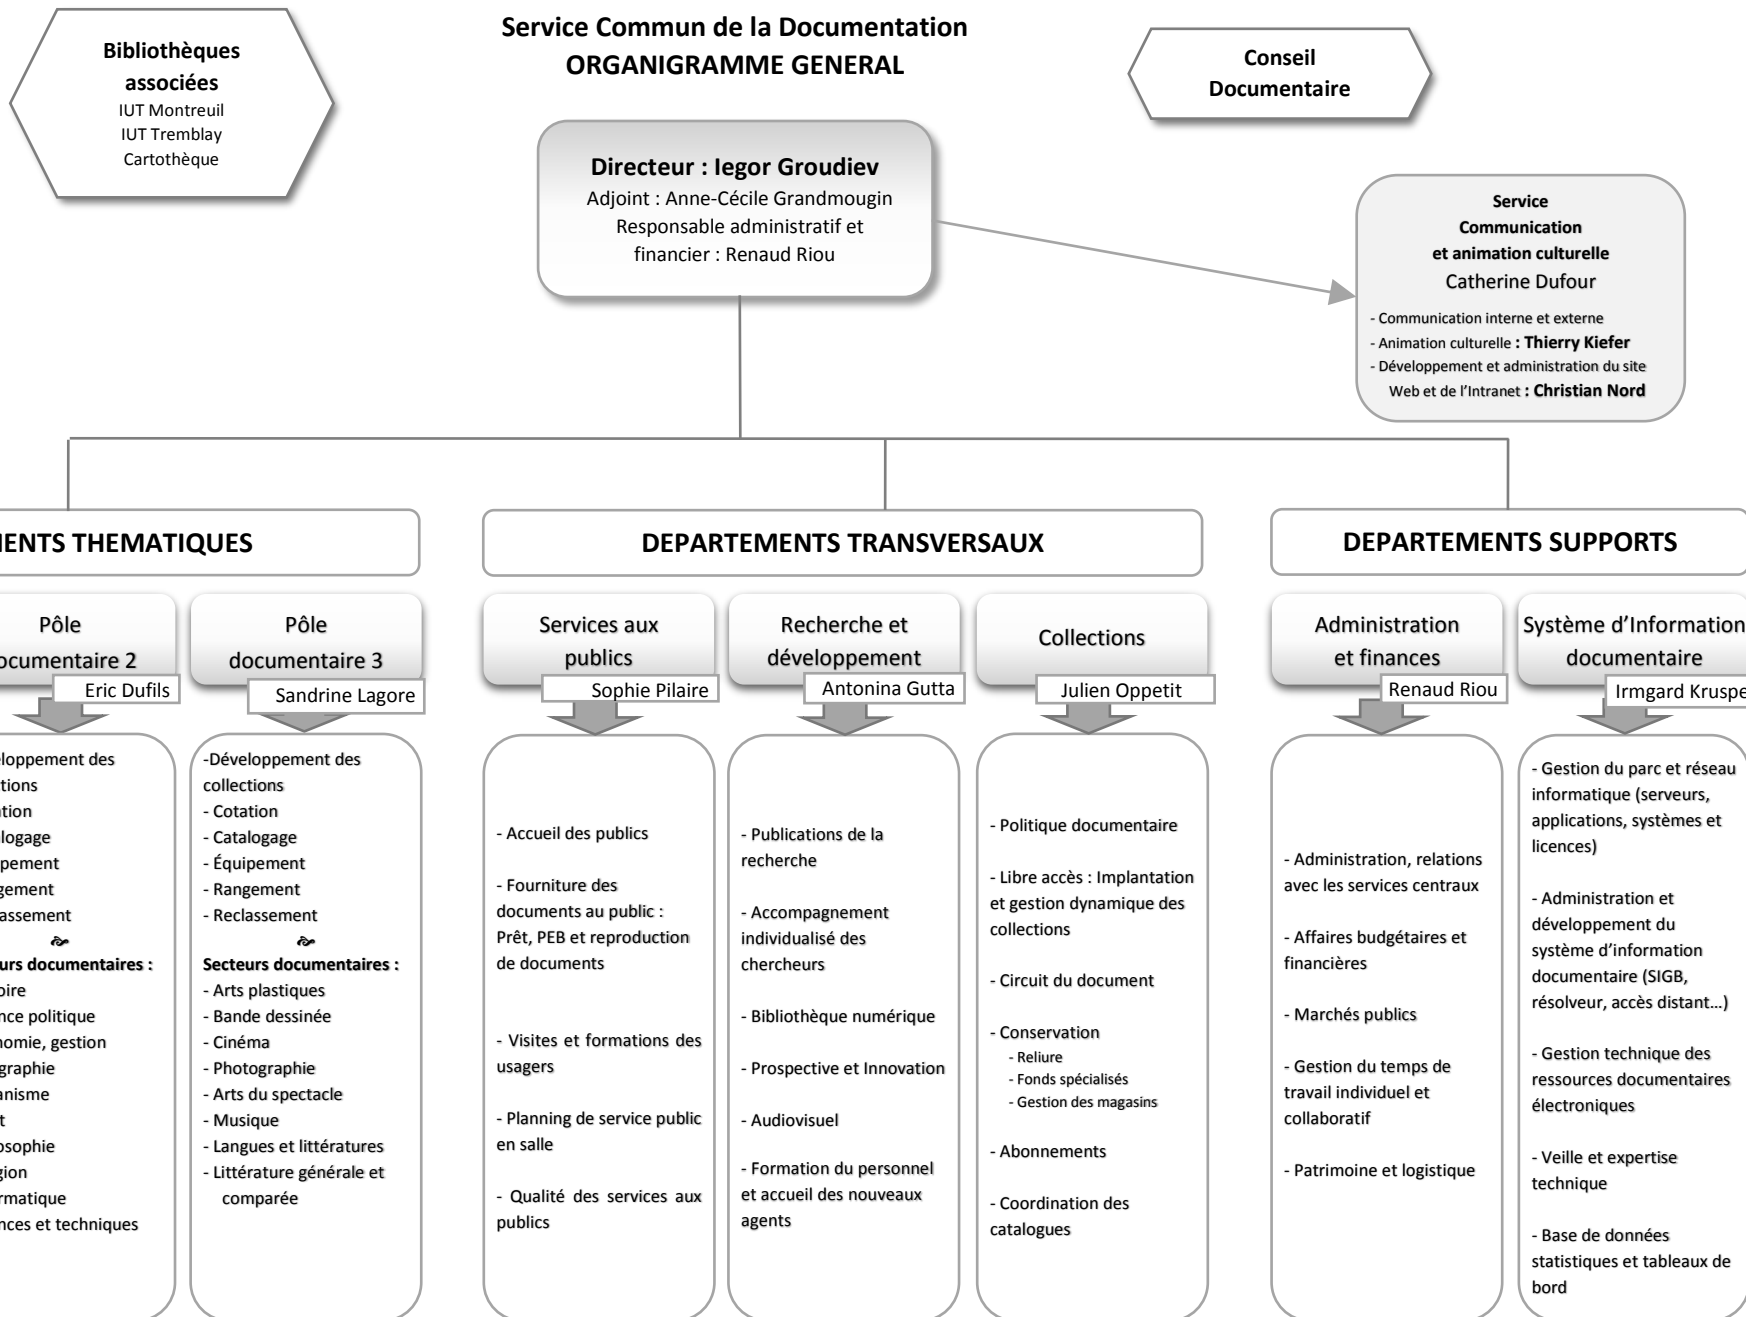 Bibliothèques
associées
IUT Montreuil
IUT Tremblay
Cartothèque
Service Commun de la Documentation
ORGANIGRAMME GENERAL
Conseil
Documentaire
Directeur : Iegor Groudiev
Adjoint : Anne-Cécile Grandmougin
Responsable administratif et
financier : Renaud Riou
Service
Communication
et animation culturelle
Catherine Dufour
- Communication interne et externe
- Animation culturelle : Thierry Kiefer
- Développement et administration du site
Web et de l'Intranet : Christian Nord
THEMATIQUES
Pôle
2
Eric Dufils
des
politique
gestion
documentaires :
et techniques
Pôle
documentaire 3
Sandrine Lagore
-Développement des
collections
- Cotation
- Catalogage
- Équipement
- Rangement
- Reclassement
Secteurs documentaires :
- Arts plastiques
- Bande dessinée
- Cinéma
- Photographie
- Arts du spectacle
- Musique
- Langues et littératures
- Littérature générale et
comparée
DEPARTEMENTS TRANSVERSAUX
Services aux
publics
Sophie Pilaire
- Accueil des publics
- Fourniture des
documents au public :
Prêt, PEB et reproduction
de documents
- Visites et formations des
usagers
- Planning de service public
en salle
- Qualité des services aux
publics
Recherche et
développement
Antonina Gutta
- Publications de la
recherche
- Accompagnement
individualisé des
chercheurs
- Bibliothèque numérique
- Prospective et Innovation
- Audiovisuel
- Formation du personnel
et accueil des nouveaux
agents
Collections
Julien Oppetit
- Politique documentaire
- Libre accès : Implantation
et gestion dynamique des
collections
- Circuit du document
- Conservation
- Reliure
- Fonds spécialisés
- Gestion des magasins
- Abonnements
- Coordination des
catalogues
DEPARTEMENTS SUPPORTS
Administration
et finances
Renaud Riou
- Administration, relations
avec les services centraux
- Affaires budgétaires et
financières
- Marchés publics
- Gestion du temps de
travail individuel et
collaboratif
- Patrimoine et logistique
Système d'Information
documentaire
Irmgard Kruspe
- Gestion du parc et réseau
informatique (serveurs,
applications, systèmes et
licences)
- Administration et
développement du
système d'information
documentaire (SIGB,
résolveur, accès distant…)
- Gestion technique des
ressources documentaires
électroniques
- Veille et expertise
technique
- Base de données
statistiques et tableaux de
bord